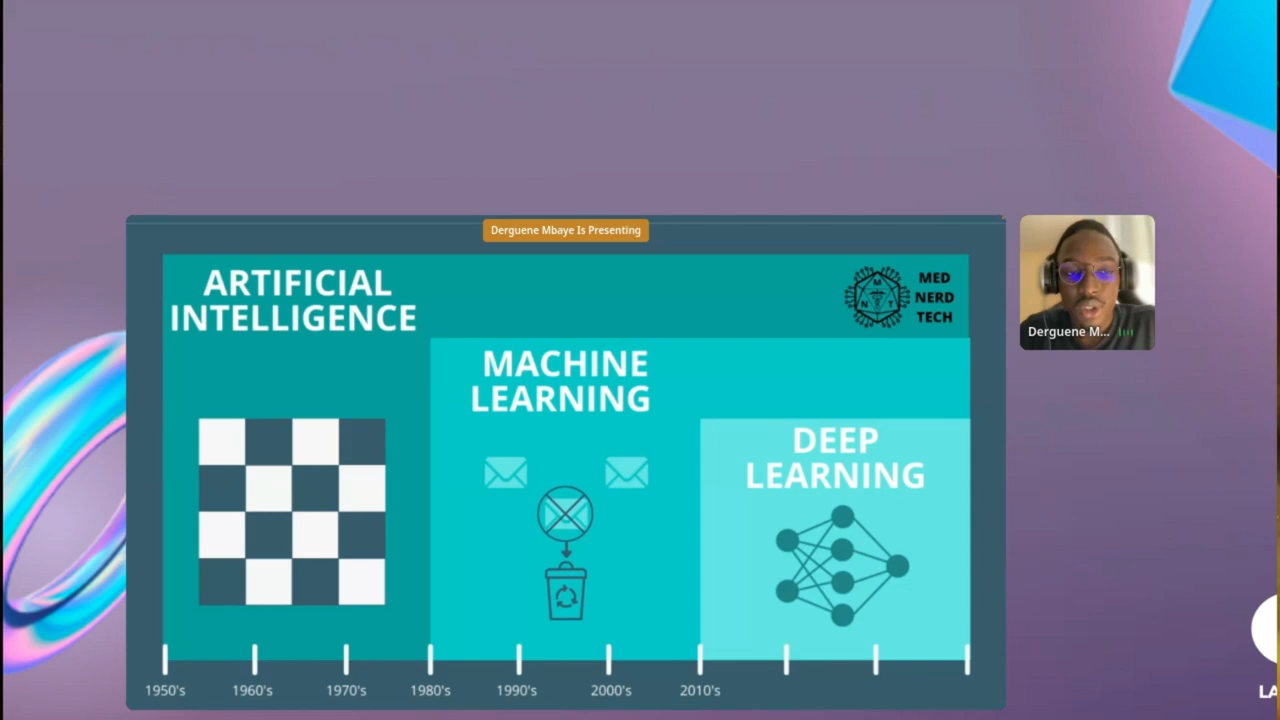 Derguene Mbaye Is Presenting
ARTIFICIAL
INTELLIGENCE
M
N T
MED
NERD
TECH
MACHINE
LEARNING
DEEP
LEARNING
Derguene M...
1950's 1960's 1970's 1980's 1990's 2000's 2010's
LA